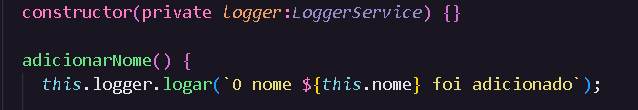 constructor(private logger:LoggerService) {}
adicionarNome() {
this.logger.logar(`O nome ${this.nome} foi adicionado`);